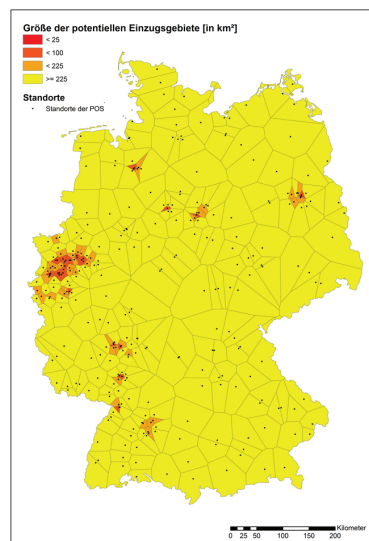 Größe der potentiellen Einzugsgebiete [in km²]
< 25
< 100
< 225
>= 225
Standorte
Standorte der POS
Kilometer
0 25 50 100 150 200